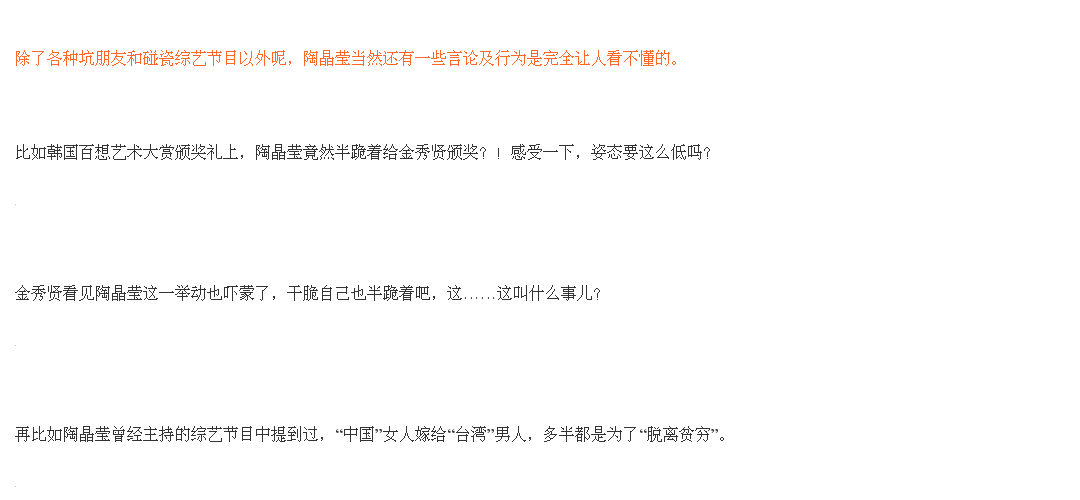 除了各种坑朋友和碰瓷综艺节目以外呢，陶晶莹当然还有一些言论及行为是完全让人看不懂的。
比如韩国百想艺术大赏颁奖礼上，陶晶莹竟然半跪着给金秀贤颁奖？！感受一下，姿态要这么低吗？
金秀贤看见陶晶莹这一举动也吓蒙了，干脆自己也半跪着吧，这……这叫什么事儿？
再比如陶晶莹曾经主持的综艺节目中提到过，“中国”女人嫁给“台湾”男人，多半都是为了“脱离贫穷”。